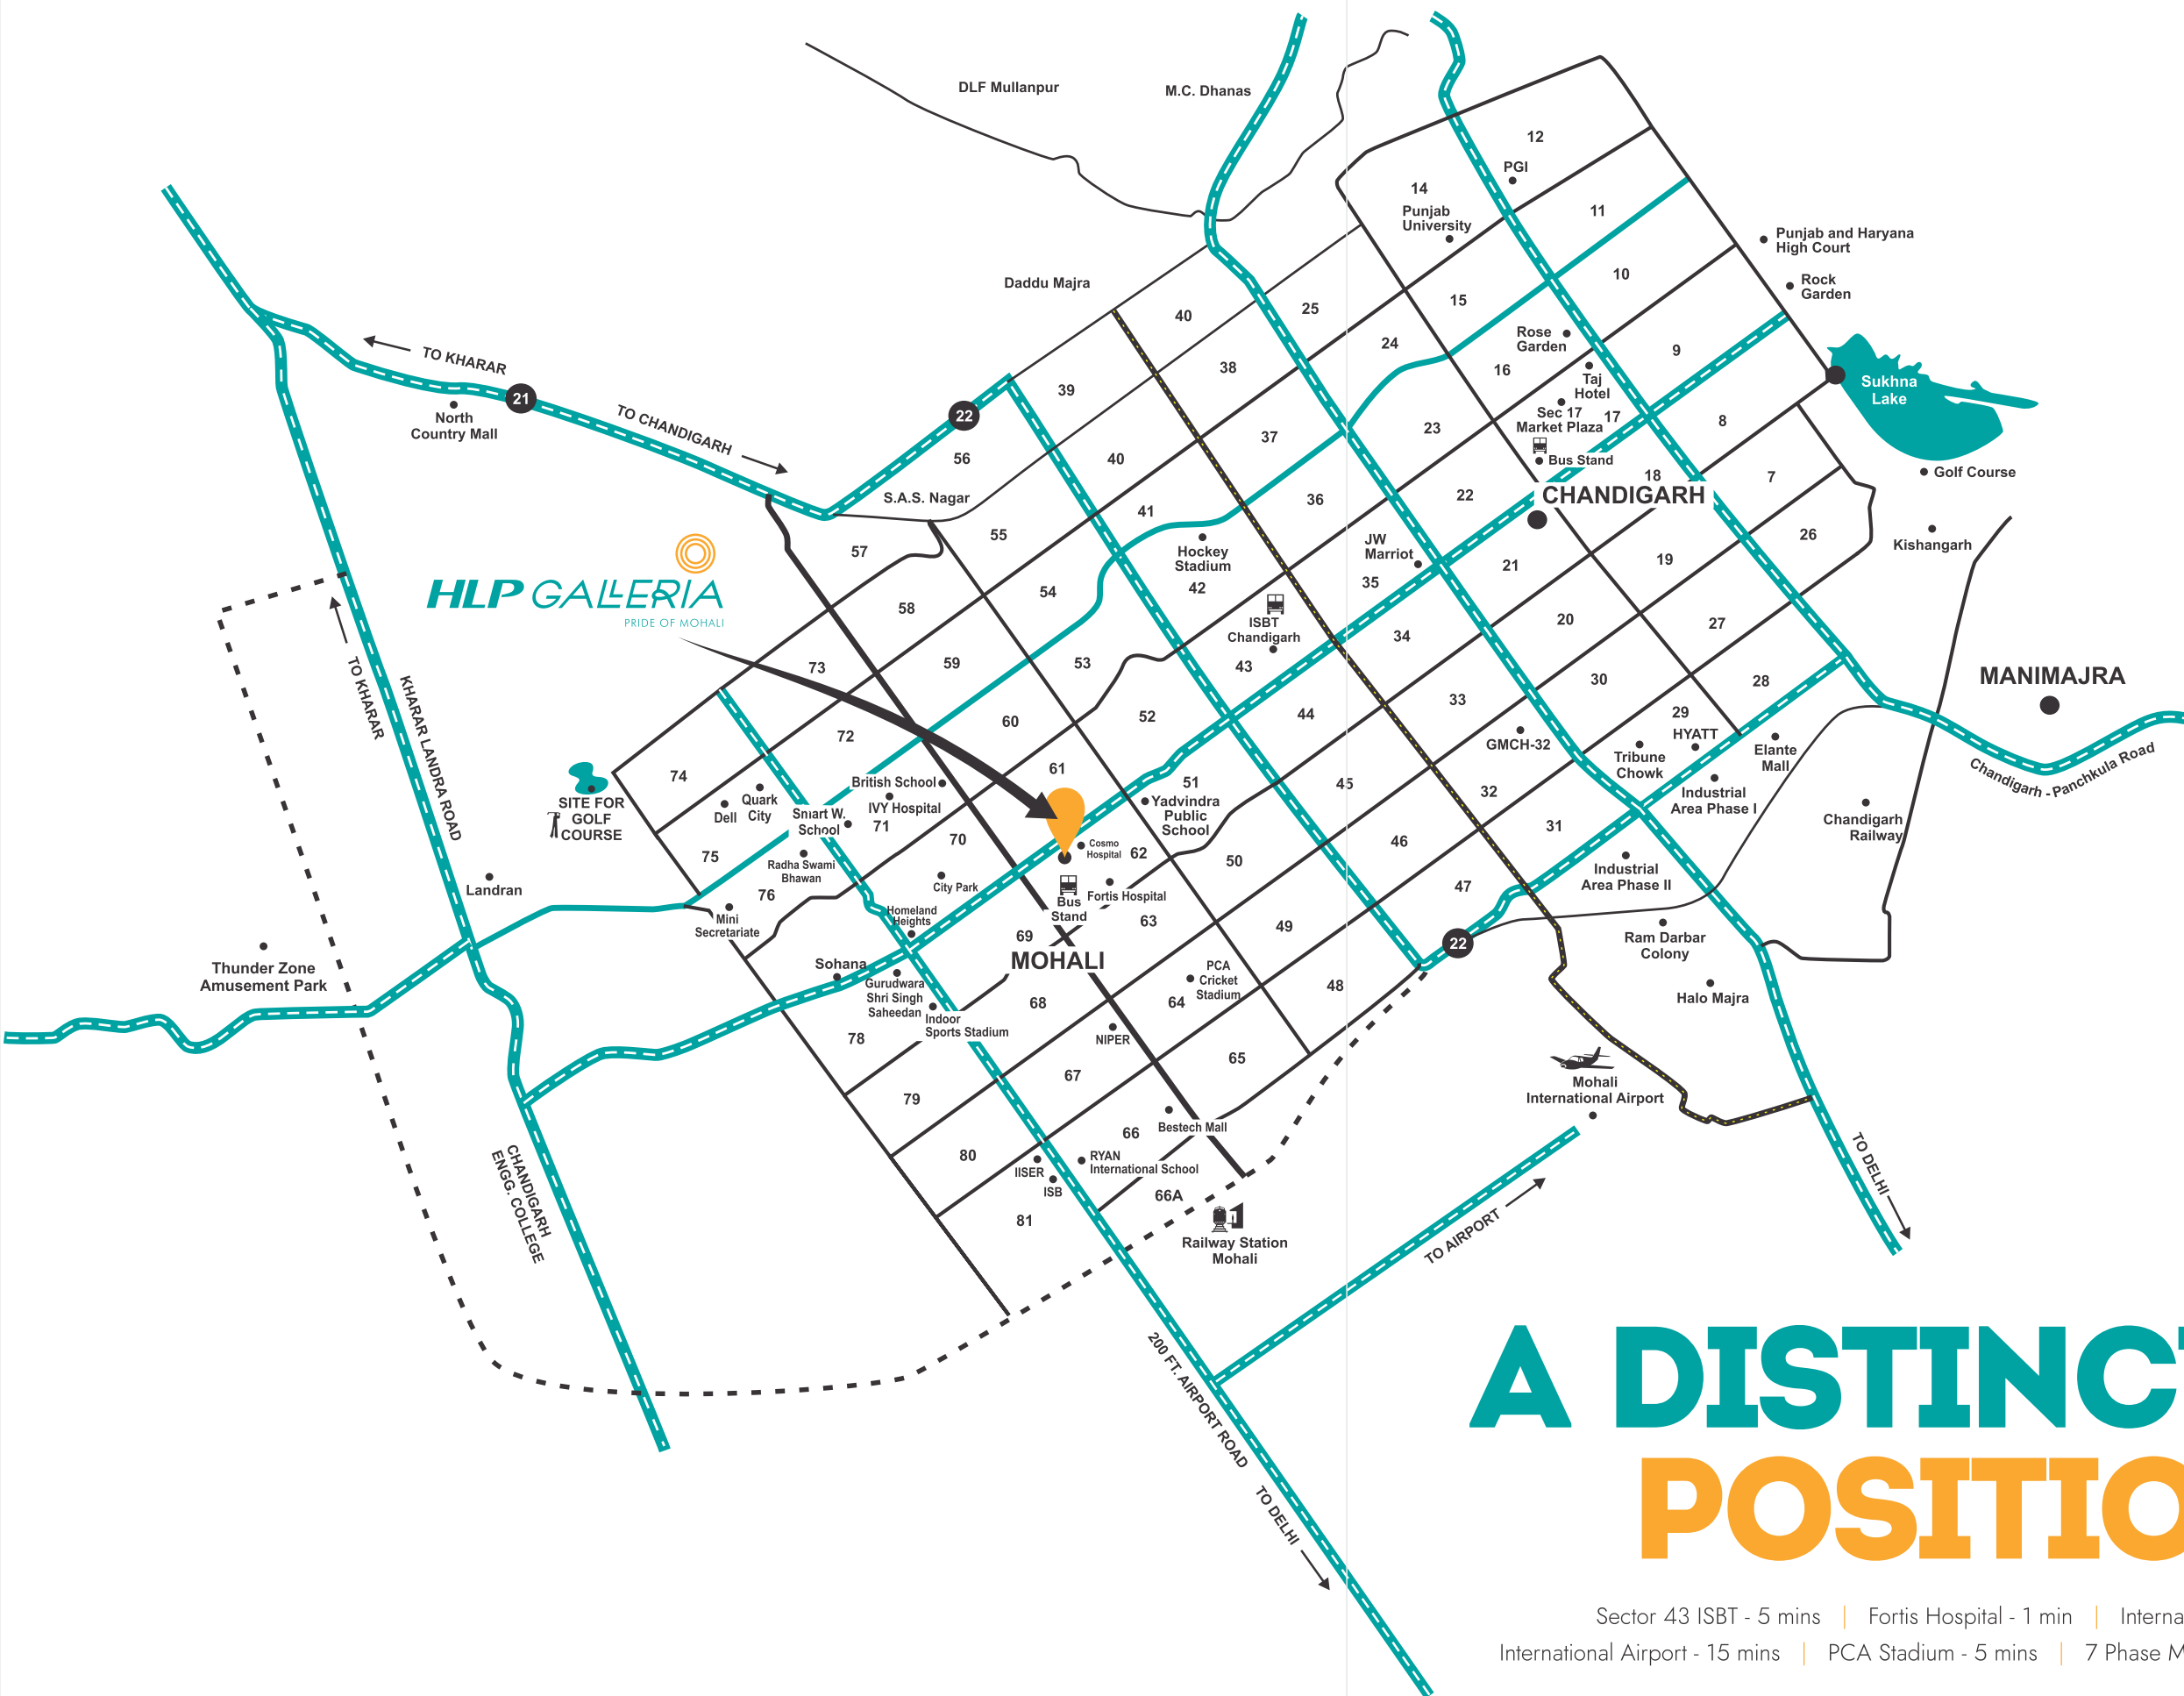 DLF Mullanpur
M.C. Dhanas
12
PGI
14
Punjab
University
11
Punjab and Haryana
High Court
10
Rock
Garden
Daddu Majra
40
25
15
24
Rose
Garden
9
16
Taj
Hotel
Sukhna
Lake
TO KHARAR
21
North
Country Mall
TO CHANDIGARH
22
39
38
37
23
Sec 17
Market Plaza
17
8
Bus Stand
56
40
18
7
Golf Course
CHANDIGARH
S.A.S. Nagar
41
36
22
57
55
Hockey
Stadium
42
JW
Marriot
35
21
19
26
Kishangarh
HLP GALLERIA
PRIDE OF MOHALI
58
54
ISBT
Chandigarh
43
34
20
27
73
59
53
TO KHARAR
KHARAR LANDRA ROAD
MANIMAJRA
60
52
44
33
30
28
72
29
HYATT
GMCH-32
Tribune
Chowk
Elante
Mall
Chandigarh - Panchkula Road
74
61
51
45
32
Industrial
Area Phase I
SITE FOR
GOLF
COURSE
Dell
Quark
City
British School
IVY Hospital
Smart W.
School
71
70
Yadvindra
Public
School
31
Chandigarh
Railway
75
Radha Swami
Bhawan
Cosmo
Hospital
62
50
46
Industrial
Area Phase II
Landran
76
City Park
Fortis Hospital
47
Bus
Stand
Mini
Secretariate
Homeland
Heights
69
63
49
22
Ram Darbar
Colony
MOHALI
Thunder Zone
Amusement Park
Sohana
Gurudwara
Shri Singh
Saheedan
PCA
Cricket
Stadium
64
48
Halo Majra
Indoor
Sports Stadium
68
78
NIPER
65
67
79
Mohali
International Airport
66
Bestech Mall
80
IISER
ISB
RYAN
International School
66A
81
CHANDIGARH
ENGG. COLLEGE
Railway Station
Mohali
TO AIRPORT
TO DELHI
200 FT. AIRPORT ROAD
TO DELHI
A DISTINC
POSITIO
Sector 43 ISBT - 5 mins | Fortis Hospital - 1 min | Interna
International Airport - 15 mins | PCA Stadium - 5 mins | 7 Phase M